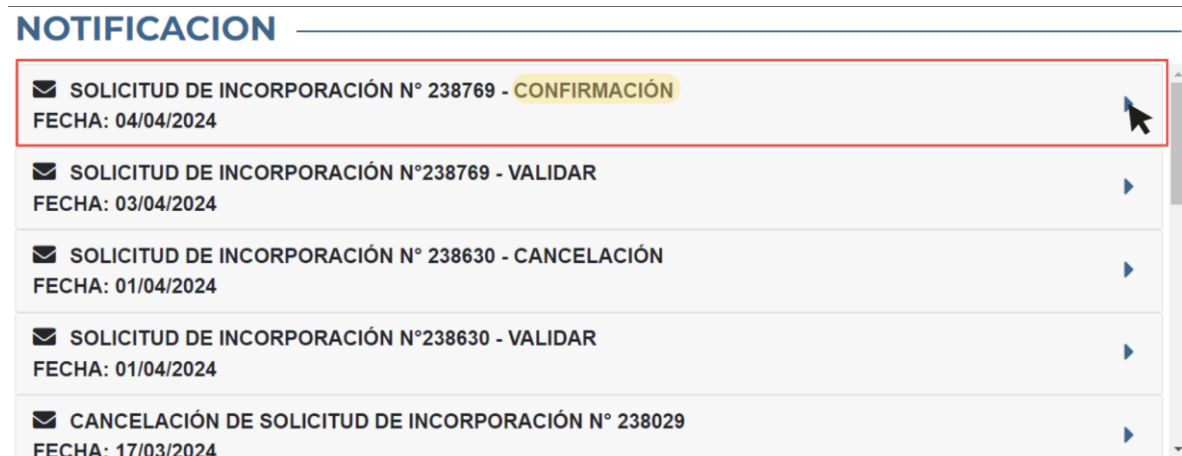 NOTIFICACION
SOLICITUD DE INCORPORACIÓN N° 238769 - CONFIRMACIÓN
FECHA: 04/04/2024
SOLICITUD DE INCORPORACIÓN N°238769 - VALIDAR
FECHA: 03/04/2024
SOLICITUD DE INCORPORACIÓN N° 238630 - CANCELACIÓN
FECHA: 01/04/2024
SOLICITUD DE INCORPORACIÓN N°238630 - VALIDAR
FECHA: 01/04/2024
CANCELACIÓN DE SOLICITUD DE INCORPORACIÓN N° 238029
FECHA: 17/03/2024